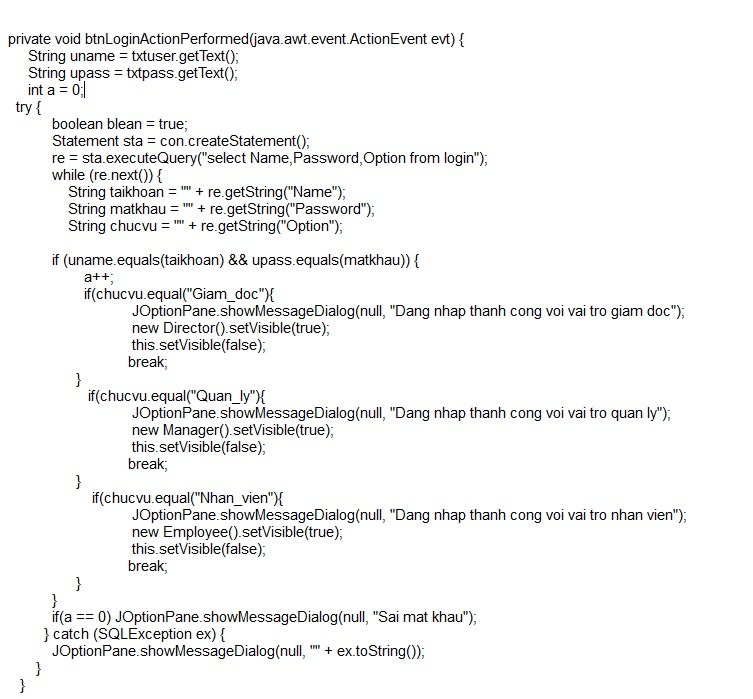 private void btnLoginActionPerformed(java.awt.event.ActionEvent evt) {
String uname = txtuser.getText();
String upass = txtpass.getText();
int a = 0;
try {
boolean blean = true;
Statement sta = con.createStatement();
re = sta.executeQuery("select Name,Password,Option from login");
while (re.next()) {
String taikhoan = "" + re.getString("Name");
String matkhau = "" + re.getString("Password");
String chucvu = "" + re.getString("Option");
if (uname.equals(taikhoan) && upass.equals(matkhau)) {
a++;
if(chucvu.equal("Giam_doc"){
JOptionPane.showMessageDialog(null, "Dang nhap thanh cong voi vai tro giam doc");
new Director().setVisible(true);
this.setVisible(false);
break;
}
if(chucvu.equal("Quan_ly"){
JOptionPane.showMessageDialog(null, "Dang nhap thanh cong voi vai tro quan ly");
new Manager().setVisible(true);
this.setVisible(false);
break;
}
if(chucvu.equal("Nhan_vien"){
JOptionPane.showMessageDialog(null, "Dang nhap thanh cong voi vai tro nhan vien");
new Employee().setVisible(true);
this.setVisible(false);
break;
}
}
if(a == 0) JOptionPane.showMessageDialog(null, "Sai mat khau");
} catch (SQLException ex) {
JOptionPane.showMessageDialog(null, "" + ex.toString());
}
}